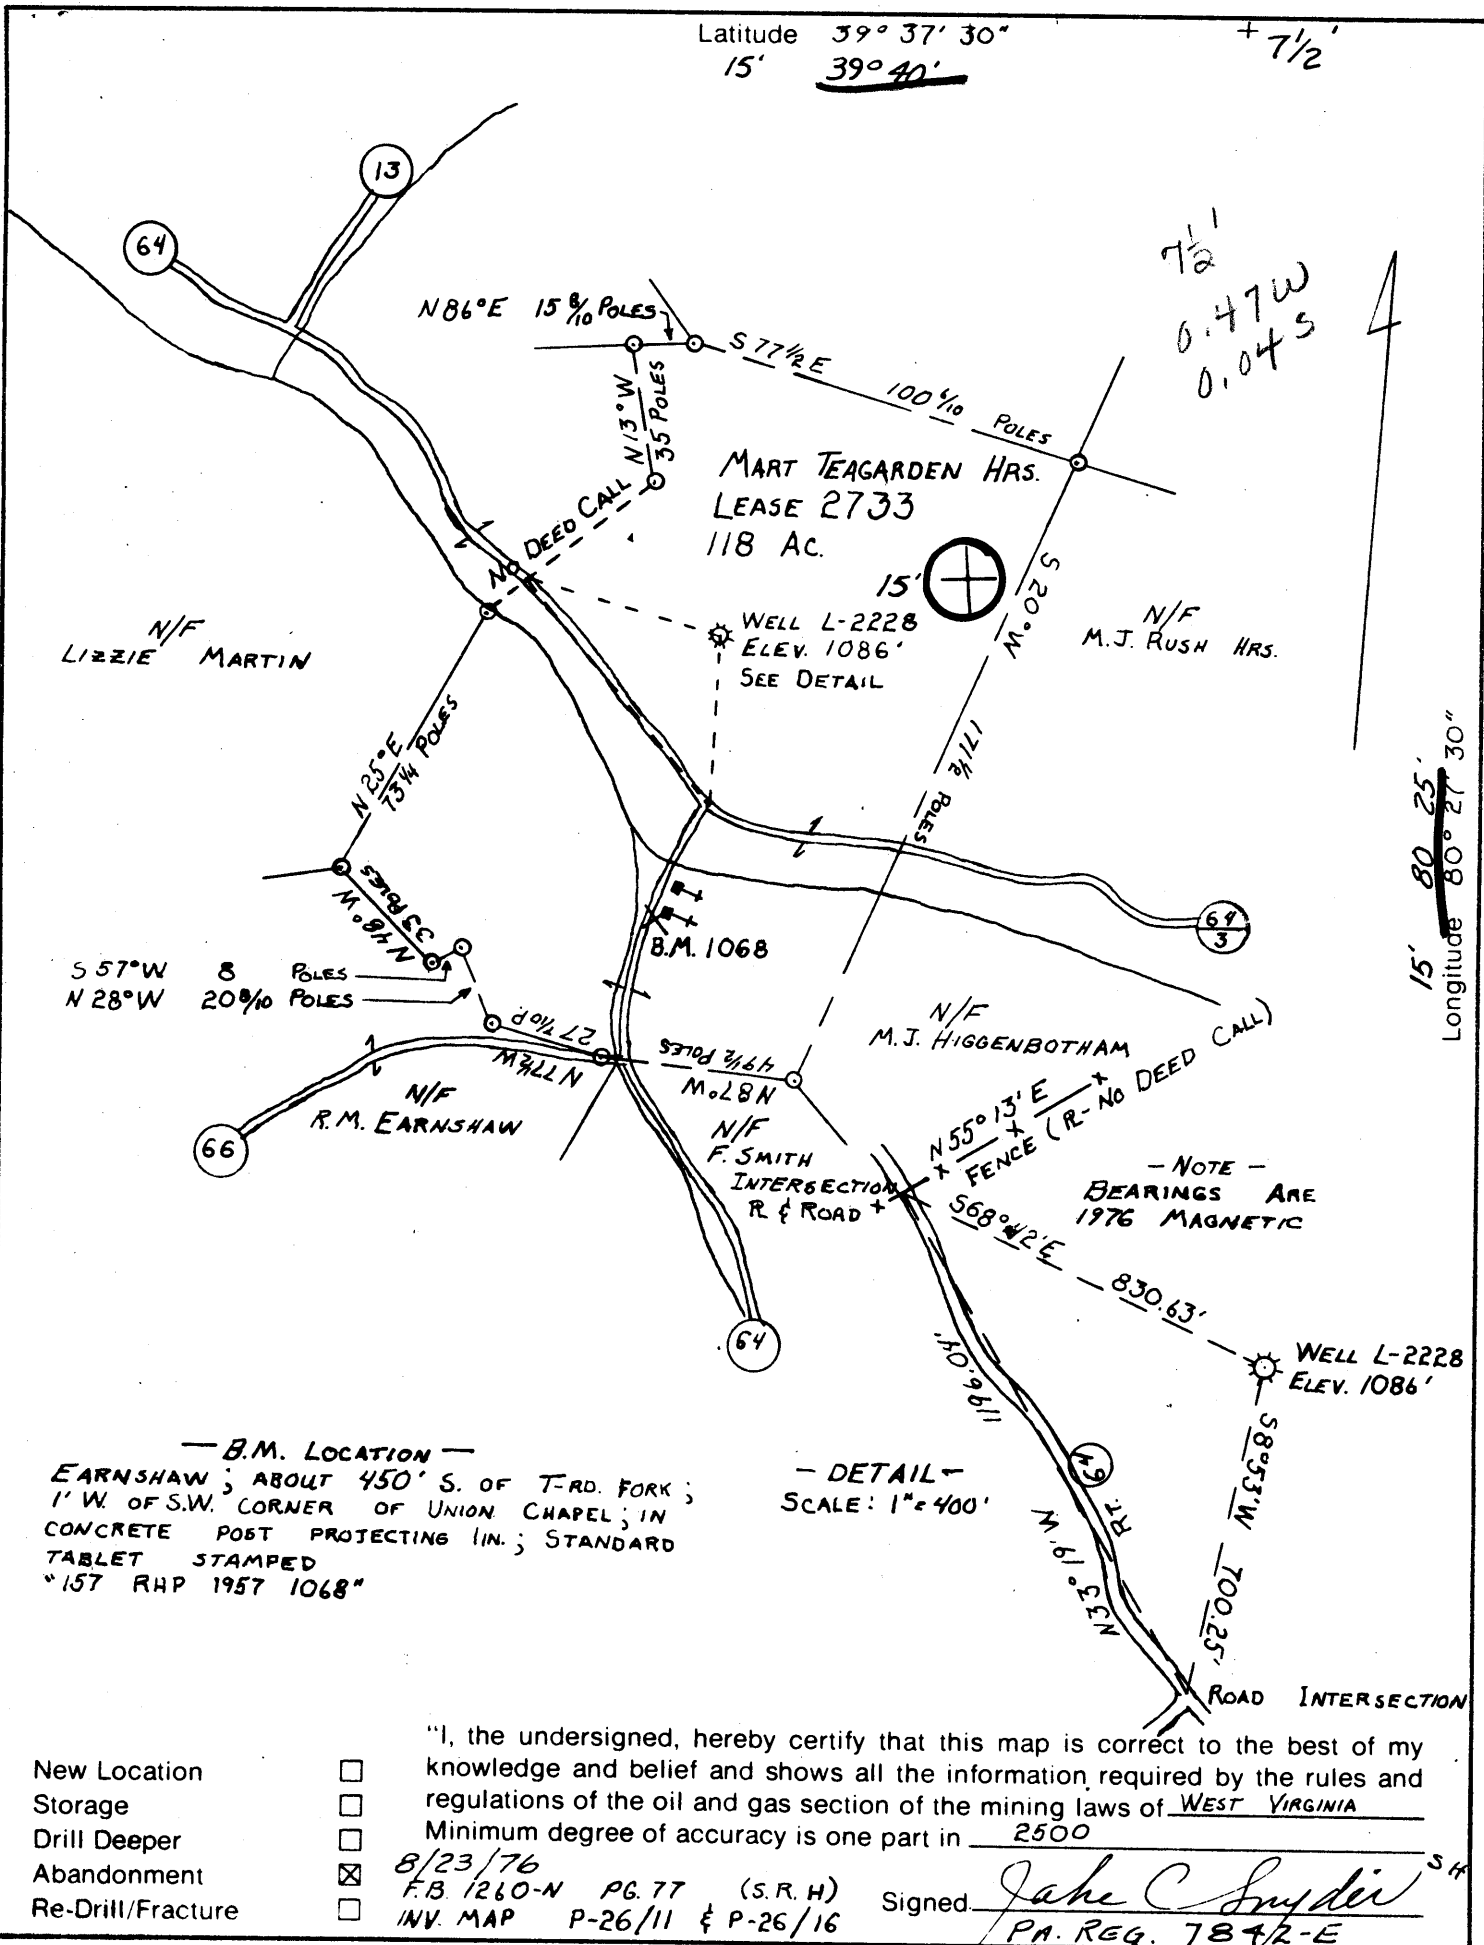 Latitude 39° 37' 30"
15' 39° 40'
+ 7 1/2'
13
64
7 1/2'
0.47 W
0.04 S
N 86° E 15 8/10 POLES
S 77 1/2 E
100 6/10 POLES
N 13° W
35 POLES
DEED CALL
MART TEAGARDEN HRS.
LEASE 2733
118 AC.
15'
S 20° W
171 1/2 POLES
WELL L-2228
ELEV. 1086'
SEE DETAIL
N/F
M.J. RUSH HRS.
N/F
LIZZIE MARTIN
N 25° E
73 1/4 POLES
15' 80 25'
Longitude 80° 27' 30"
33 POLES
N 48° W
B.M. 1068
64
3
S 57° W 8 POLES
N 28° W 20 8/10 POLES
27 7/10 P.
N 77 1/2 W
49 1/2 POLES
N 87° W
N/F
M.J. HIGGENBOTHAM
N/F
R.M. EARNSHAW
66
N/F
F. SMITH
INTERSECTION
R & ROAD
N 55° 13' E
FENCE (R- NO DEED CALL)
- NOTE -
BEARINGS ARE
1976 MAGNETIC
S68° 42' E
830.63'
64
WELL L-2228
ELEV. 1086'
1196.04'
N33° 19' W
64
RT.
S8° 53' W 700.25'
- B.M. LOCATION -
EARNSHAW; ABOUT 450' S. OF T-RD. FORK;
1' W. OF S.W. CORNER OF UNION CHAPEL; IN
CONCRETE POST PROJECTING 1 IN.; STANDARD
TABLET STAMPED
"157 RHP 1957 1068"
- DETAIL -
SCALE: 1" = 400'
ROAD INTERSECTION
"I, the undersigned, hereby certify that this map is correct to the best of my
knowledge and belief and shows all the information required by the rules and
regulations of the oil and gas section of the mining laws of WEST VIRGINIA
Minimum degree of accuracy is one part in 2500
New Location
Storage
Drill Deeper
Abandonment
Re-Drill/Fracture
8/23/76
F.B. 1260-N PG. 77 (S.R.H)
INV. MAP P-26/11 & P-26/16
Signed Jake C Snyder SH
PA. REG. 7842-E